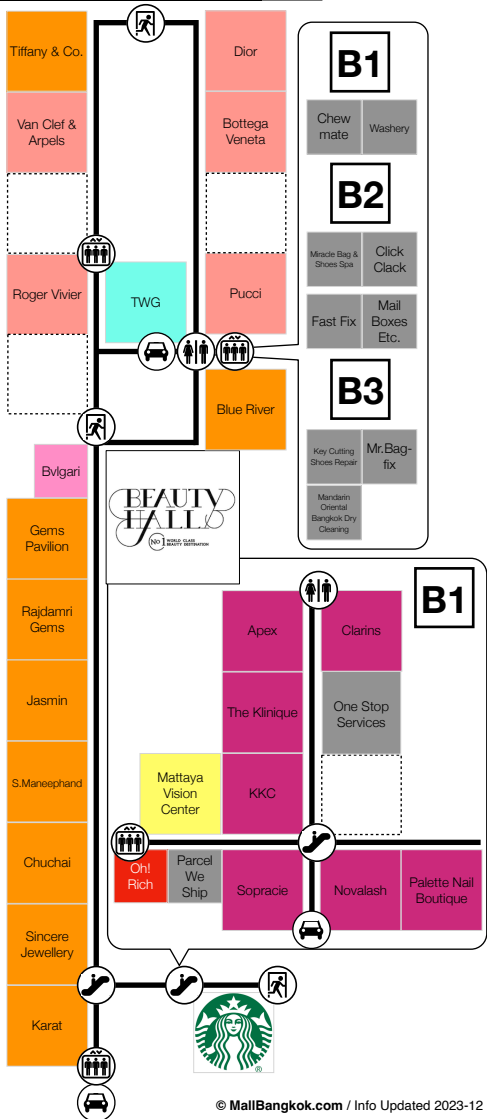 Tiffany & Co.
Van Clef &
Arpels
Roger Vivier
TWG
Dior
Bottega
Veneta
Pucci
Blue River
B1
Chew
mate
Washery
B2
Miracle Bag &
Shoes Spa
Click
Clack
Fast Fix
Mail
Boxes
Etc.
B3
Key Cutting
Shoes Repair
Mr.Bag-
fix
Mandarin
Oriental
Bangkok Dry
Cleaning
Bvlgari
BEAUTY
HALL
No 1 WORLD CLASS
BEAUTY DESTINATION
Gems
Pavilion
Rajdamri
Gems
Jasmin
S.Maneephand
Chuchai
Sincere
Jewellery
Karat
B1
Apex
Clarins
The Klinique
One Stop
Services
Mattaya
Vision
Center
KKC
Oh!
Rich
Parcel
We
Ship
Sopracie
Novalash
Palette Nail
Boutique
®
© MallBangkok.com / Info Updated 2023-12